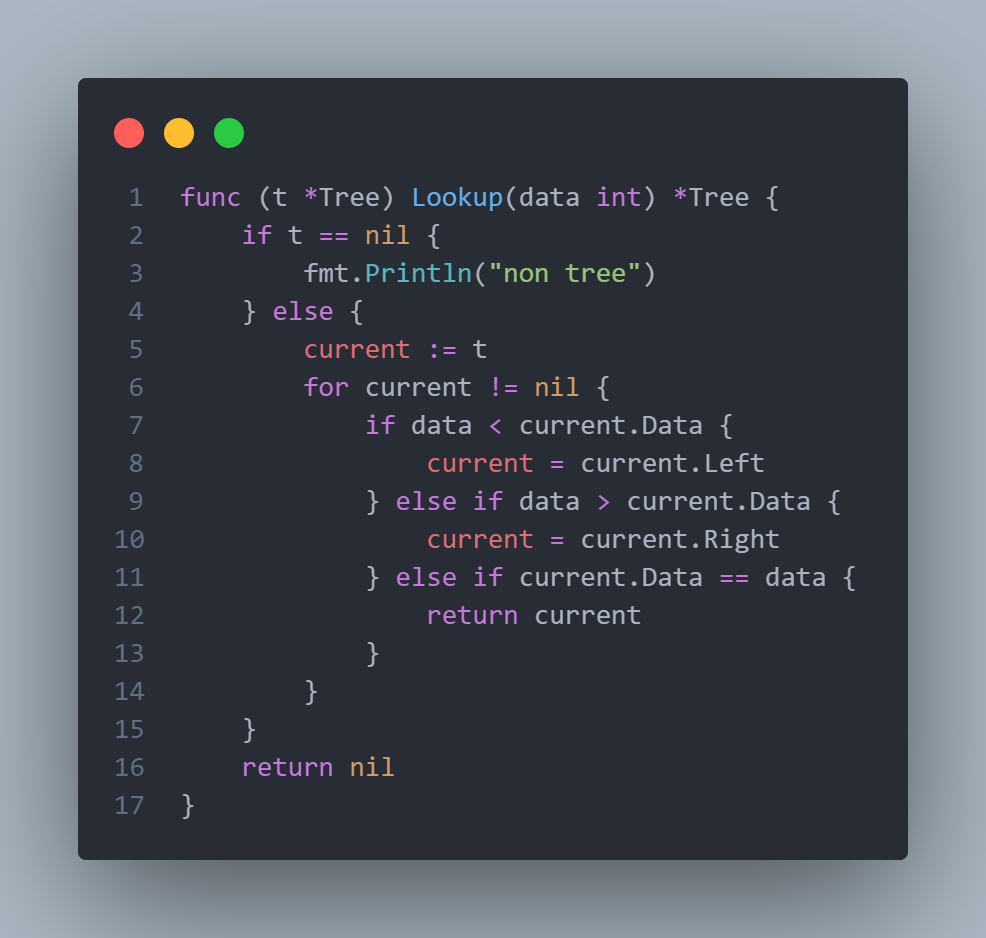 1 func (t *Tree) Lookup(data int) *Tree {
2     if t == nil {
3         fmt.Println("non tree")
4     } else {
5         current := t
6         for current != nil {
7             if data < current.Data {
8                 current = current.Left
9             } else if data > current.Data {
10                 current = current.Right
11             } else if current.Data == data {
12                 return current
13             }
14         }
15     }
16     return nil
17 }